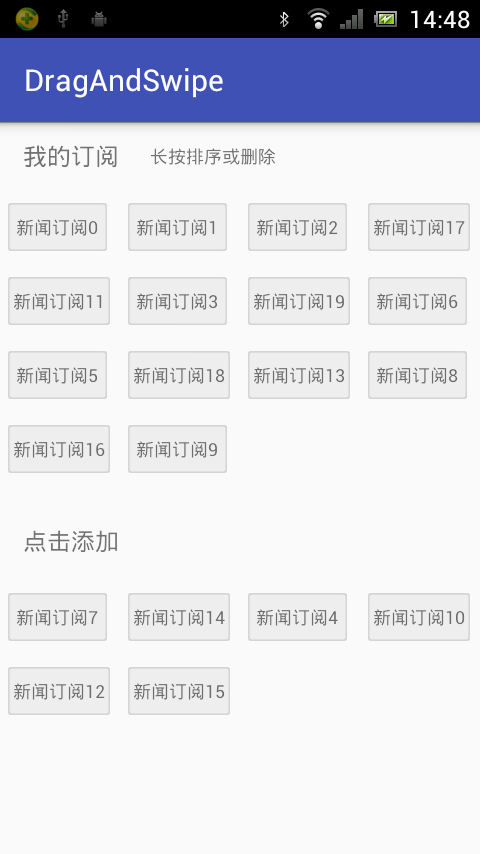 14:48
DragAndSwipe
我的订阅 长按排序或删除
新闻订阅0 新闻订阅1 新闻订阅2 新闻订阅17
新闻订阅11 新闻订阅3 新闻订阅19 新闻订阅6
新闻订阅5 新闻订阅18 新闻订阅13 新闻订阅8
新闻订阅16 新闻订阅9
点击添加
新闻订阅7 新闻订阅14 新闻订阅4 新闻订阅10
新闻订阅12 新闻订阅15